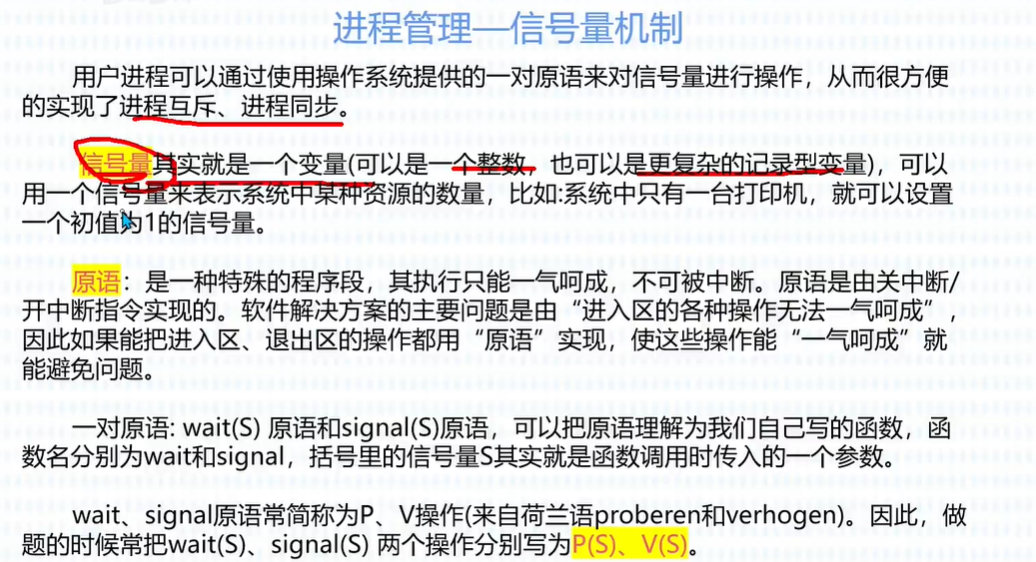 进程管理—信号量机制
用户进程可以通过使用操作系统提供的一对原语来对信号量进行操作，从而很方便
的实现了进程互斥、进程同步。
信号量其实就是一个变量(可以是一个整数，也可以是更复杂的记录型变量)，可以
用一个信号量来表示系统中某种资源的数量，比如:系统中只有一台打印机，就可以设置
一个初值为1的信号量。
原语：是一种特殊的程序段，其执行只能一气呵成，不可被中断。原语是由关中断/
开中断指令实现的。软件解决方案的主要问题是由“进入区的各种操作无法一气呵成”，
因此如果能把进入区、退出区的操作都用“原语”实现，使这些操作能“一气呵成”就
能避免问题。
一对原语: wait(S) 原语和signal(S)原语，可以把原语理解为我们自己写的函数，函
数名分别为wait和signal，括号里的信号量S其实就是函数调用时传入的一个参数。
wait、signal原语常简称为P、V操作(来自荷兰语proberen和verhogen)。因此，做
题的时候常把wait(S)、signal(S) 两个操作分别写为P(S)、V(S)。